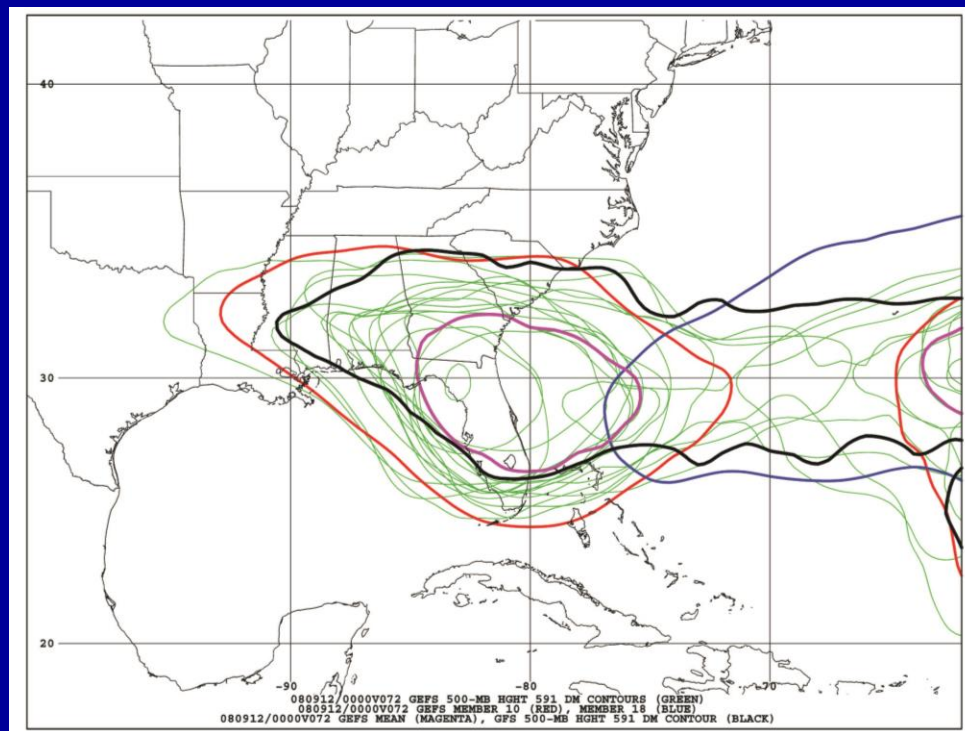 40
30
20
-90
-80
-70
080912/0000V072 GEFS 500-MB HGHT 591 DM CONTOURS (GREEN)
080912/0000V072 GEFS MEMBER 10 (RED), MEMBER 18 (BLUE)
080912/0000V072 GEFS MEAN (MAGENTA), GFS 500-MB HGHT 591 DM CONTOUR (BLACK)